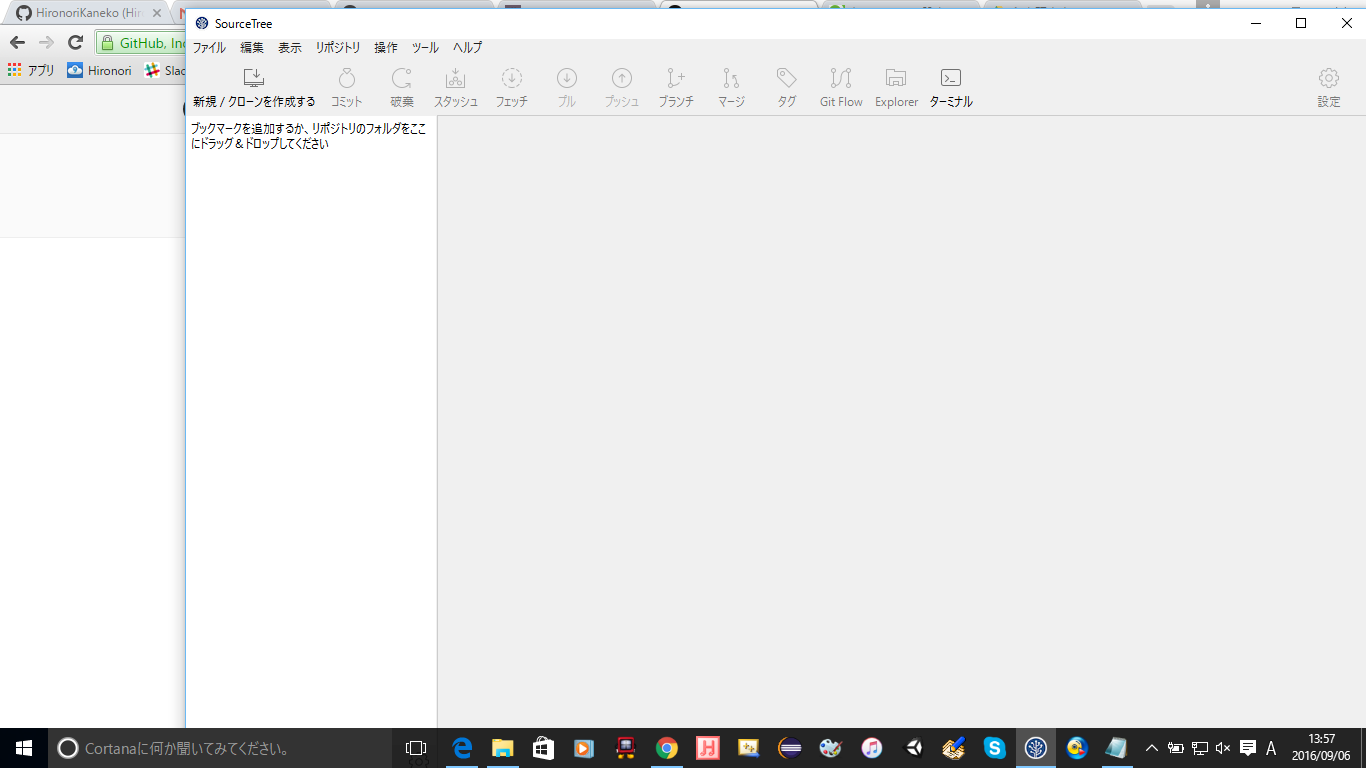 HironoriKaneko (Hir
SourceTree
GitHub, Inc
ファイル 編集 表示 リポジトリ 操作 ツール ヘルプ
アプリ Hironori Slac
新規 / クローンを作成する コミット 破棄 スタッシュ フェッチ プル プッシュ ブランチ マージ タグ Git Flow Explorer ターミナル 設定
ブックマークを追加するか、リポジトリのフォルダをここ
にドラッグ & ドロップしてください
Cortanaに何か聞いてみてください。
A
13:57
2016/09/06